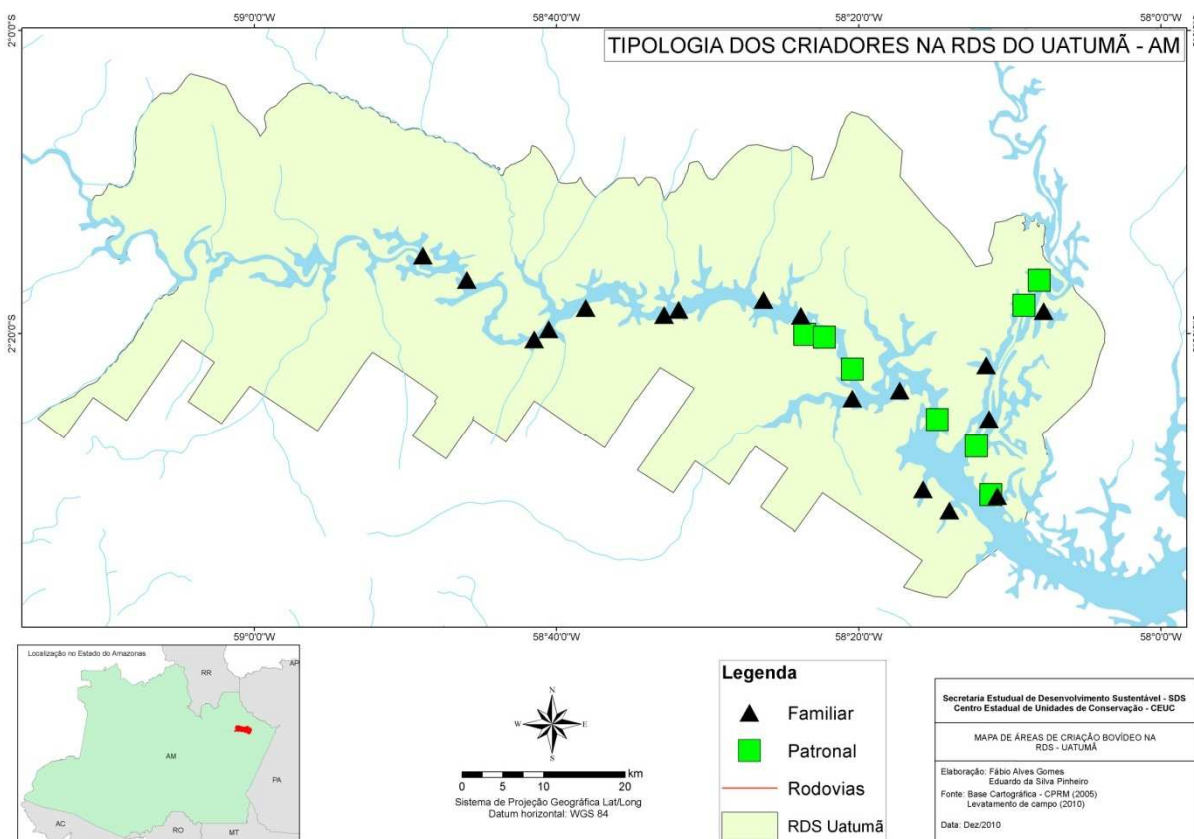 59°0'0"W
58°40'0"W
58°20'0"W
58°0'0"W
2°0'0"S
TIPOLOGIA DOS CRIADORES NA RDS DO UATUMÃ - AM
2°20'0"S
59°0'0"W
58°40'0"W
58°20'0"W
58°0'0"W
Localização no Estado do Amazonas
RR
AP
AM
PA
AC
RO
MT
N
W
E
S
km
0 5 10 20
Sistema de Projeção Geográfica Lat/Long
Datum horizontal: WGS 84
Legenda
Familiar
Patronal
Rodovias
RDS Uatumã
Secretaria Estudual de Desenvolvimento Sustentável - SDS
Centro Estadual de Unidades de Conservação - CEUC
MAPA DE ÁREAS DE CRIAÇÃO BOVÍDEO NA
RDS - UATUMÃ
Elaboração: Fábio Alves Gomes
Eduardo da Silva Pinheiro
Fonte: Base Cartográfica - CPRM (2005)
Levatamento de campo (2010)
Data: Dez/2010